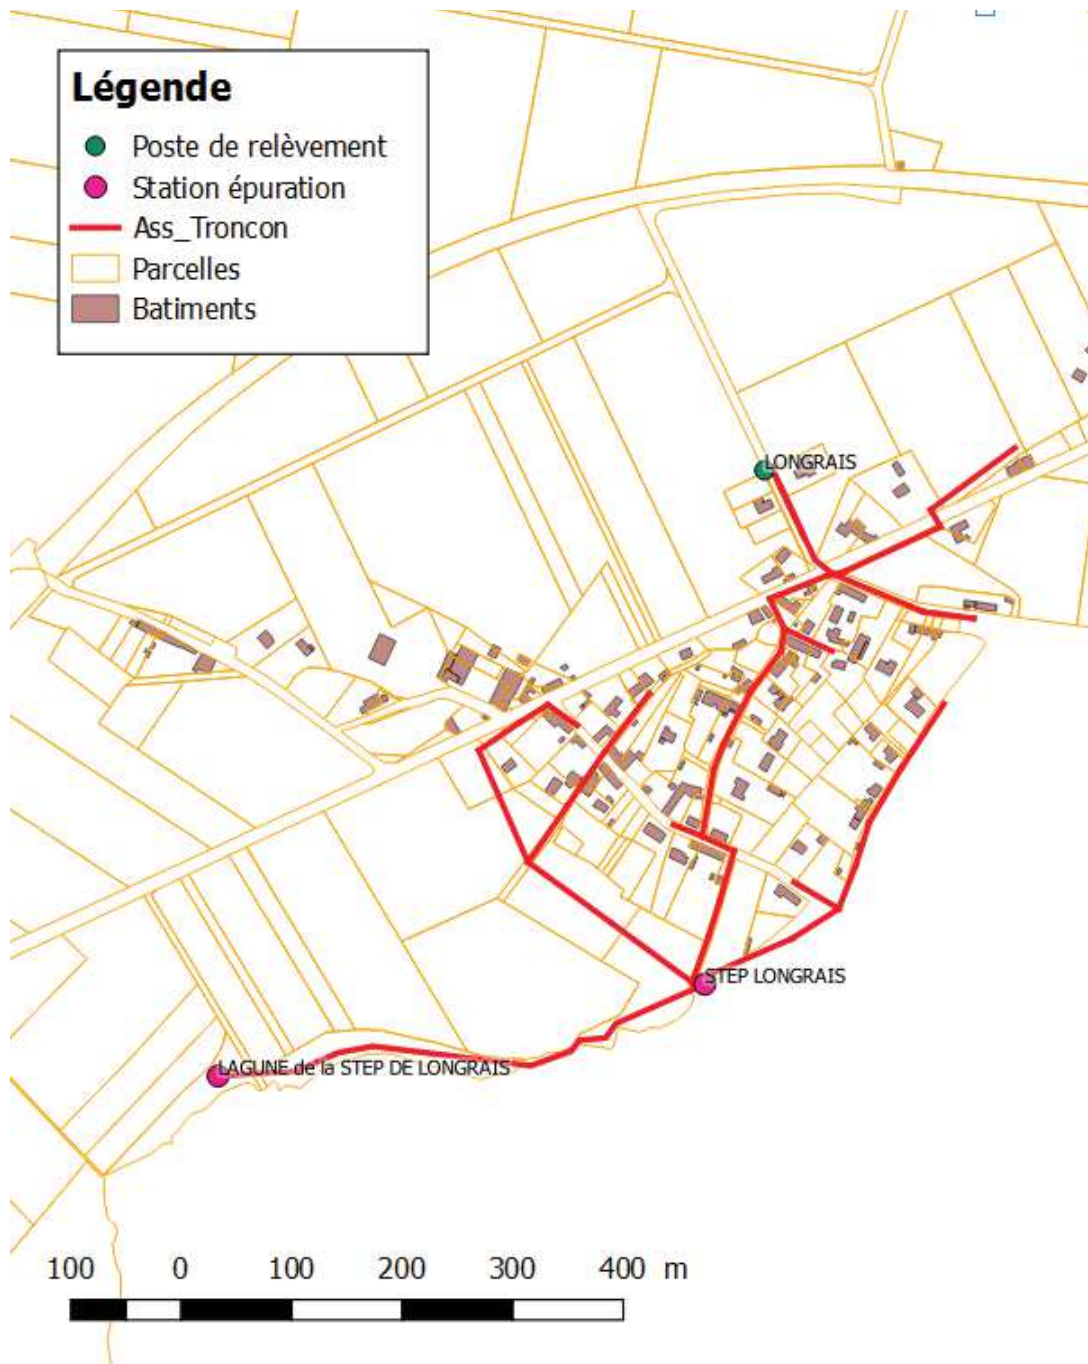 Légende
Poste de relèvement
Station épuration
Ass_Troncon
Parcelles
Batiments
LONGRAIS
STEP LONGRAIS
LAGUNE de la STEP DE LONGRAIS
100 0 100 200 300 400 m